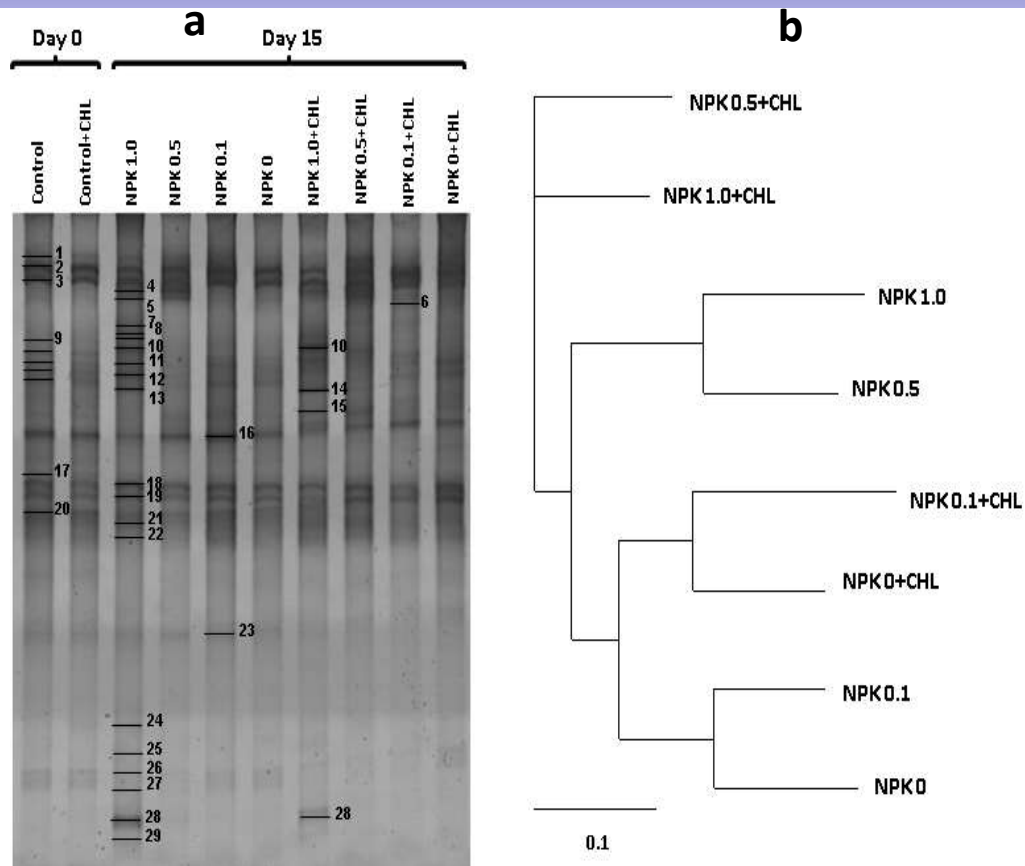 a
b
Day 0
Day 15
Control
Control+CHL
NPK 1.0
NPK 0.5
NPK 0.1
NPK 0
NPK 1.0+CHL
NPK 0.5+CHL
NPK 0.1+CHL
NPK 0+CHL
1
2
3
4
5
6
7
8
9
10
10
11
12
13
14
15
16
17
18
19
20
21
22
23
24
25
26
27
28
28
29
NPK 0.5+CHL
NPK 1.0+CHL
NPK 1.0
NPK 0.5
NPK 0.1+CHL
NPK 0+CHL
NPK 0.1
NPK 0
0.1